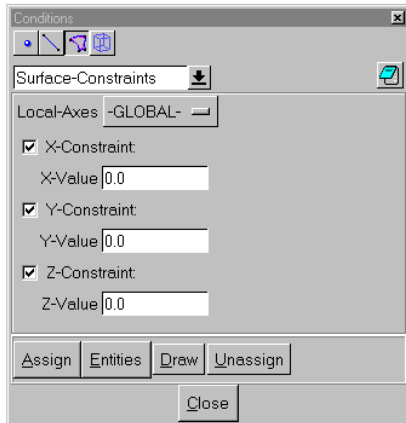 Conditions
Surface-Constraints
Local-Axes -GLOBAL-
X-Constraint:
X-Value 0.0
Y-Constraint:
Y-Value 0.0
Z-Constraint:
Z-Value 0.0
Assign Entities Draw Unassign
Close